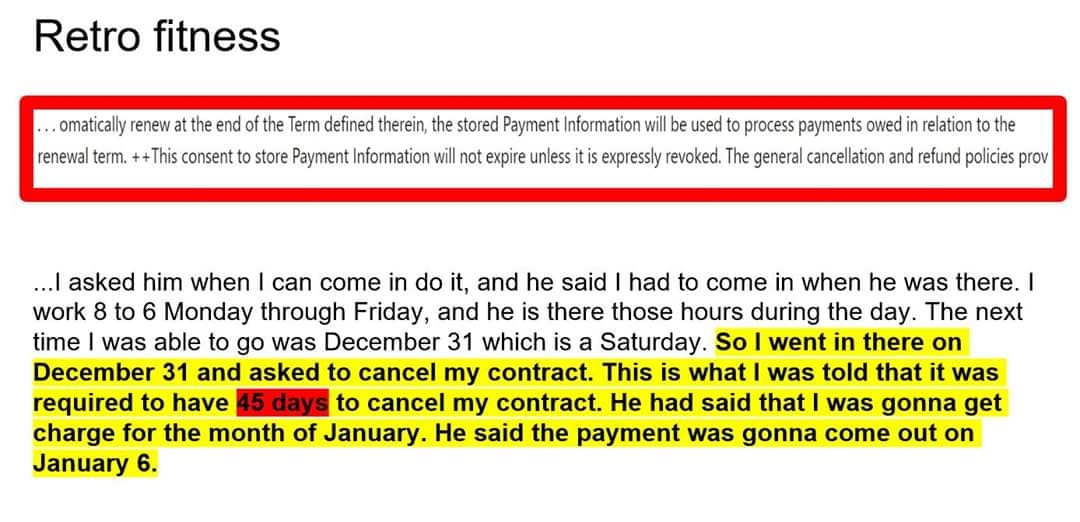 Retro fitness
... omatically renew at the end of the Term defined therein, the stored Payment Information will be used to process payments owed in relation to the
renewal term. ++This consent to store Payment Information will not expire unless it is expressly revoked. The general cancellation and refund policies prov
...I asked him when I can come in do it, and he said I had to come in when he was there. I
work 8 to 6 Monday through Friday, and he is there those hours during the day. The next
time I was able to go was December 31 which is a Saturday. So I went in there on
December 31 and asked to cancel my contract. This is what I was told that it was
required to have 45 days to cancel my contract. He had said that I was gonna get
charge for the month of January. He said the payment was gonna come out on
January 6.